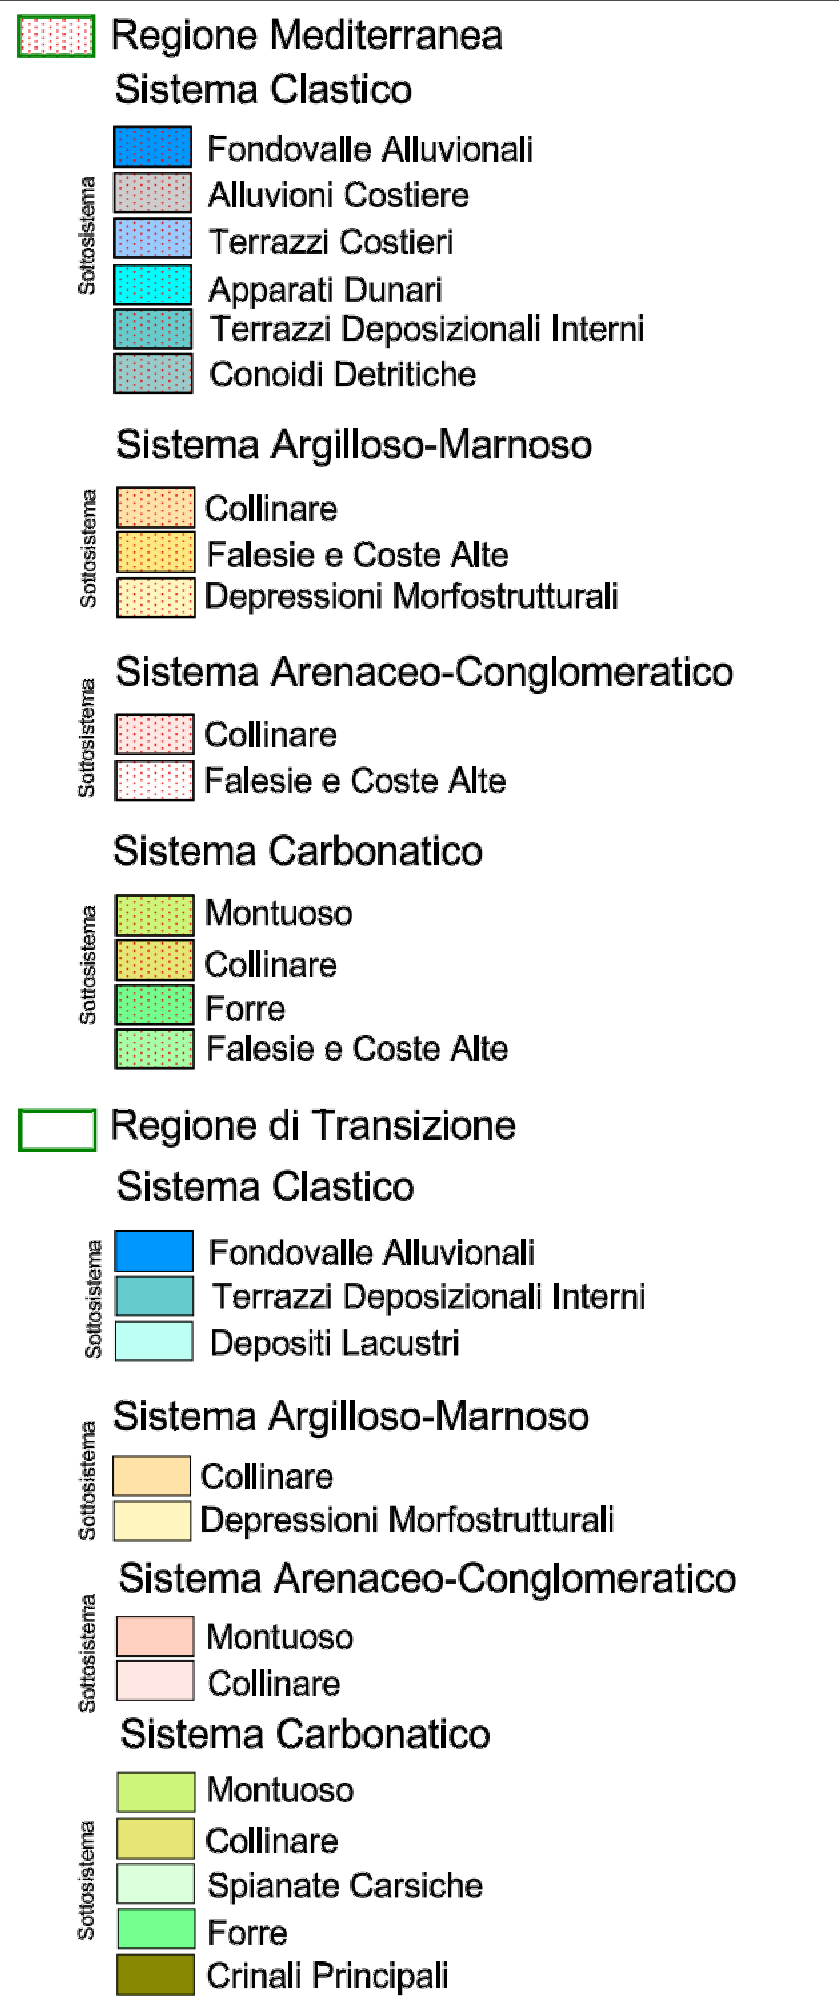 Regione Mediterranea
Sistema Clastico
Sottosistema
Fondovalle Alluvionali
Alluvioni Costiere
Terrazzi Costieri
Apparati Dunari
Terrazzi Deposizionali Interni
Conoidi Detritiche
Sistema Argilloso-Marnoso
Sottosistema
Collinare
Falesie e Coste Alte
Depressioni Morfostrutturali
Sistema Arenaceo-Conglomeratico
Sottosistema
Collinare
Falesie e Coste Alte
Sistema Carbonatico
Sottosistema
Montuoso
Collinare
Forre
Falesie e Coste Alte
Regione di Transizione
Sistema Clastico
Sottosistema
Fondovalle Alluvionali
Terrazzi Deposizionali Interni
Depositi Lacustri
Sistema Argilloso-Marnoso
Sottosistema
Collinare
Depressioni Morfostrutturali
Sistema Arenaceo-Conglomeratico
Sottosistema
Montuoso
Collinare
Sistema Carbonatico
Sottosistema
Montuoso
Collinare
Spianate Carsiche
Forre
Crinali Principali